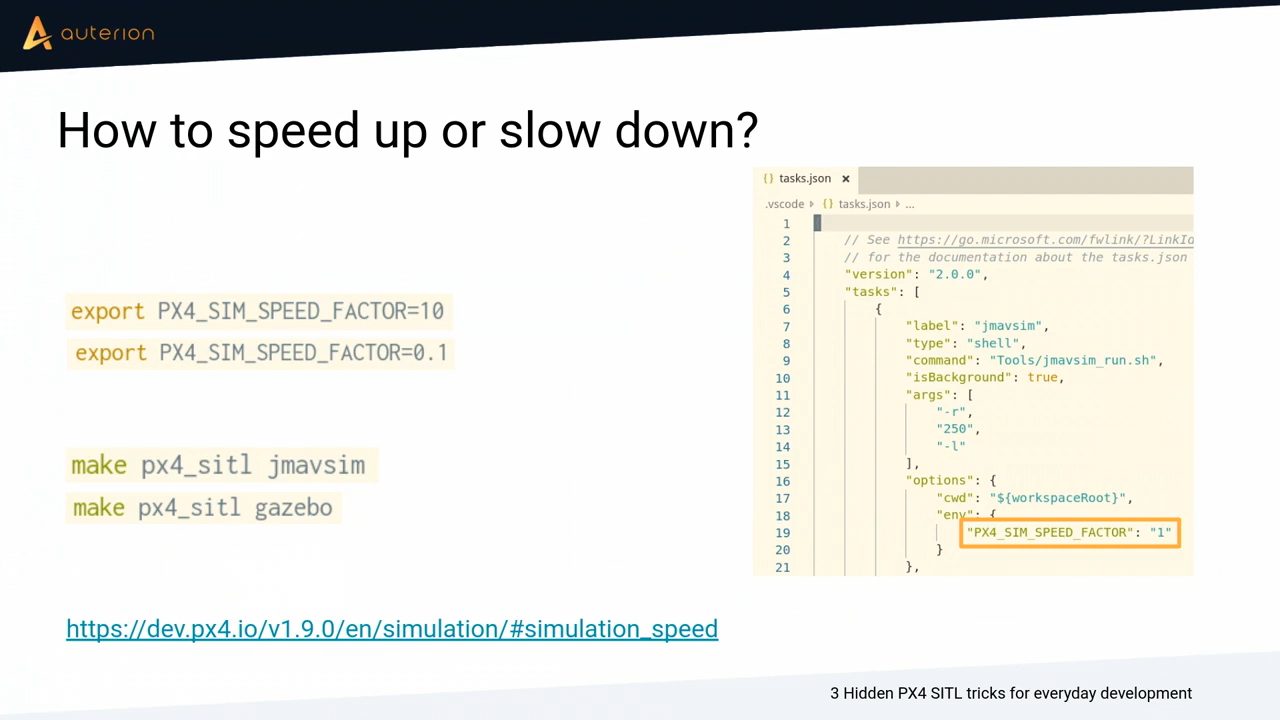 auterion
How to speed up or slow down?
export PX4_SIM_SPEED_FACTOR=10
export PX4_SIM_SPEED_FACTOR=0.1
make px4_sitl jmavsim
make px4_sitl gazebo
https://dev.px4.io/v1.9.0/en/simulation/#simulation_speed
{} tasks.json ×
.vscode ▸ {} tasks.json ▸ ...
1
2 // See https://go.microsoft.com/fwlink/?LinkId
3 // for the documentation about the tasks.json
4 "version": "2.0.0",
5 "tasks": [
6 {
7 "label": "jmavsim",
8 "type": "shell",
9 "command": "Tools/jmavsim_run.sh",
10 "isBackground": true,
11 "args": [
12 "-r",
13 "250",
14 "-l"
15 ],
16 "options": {
17 "cwd": "${workspaceRoot}",
18 "env": {
19 "PX4_SIM_SPEED_FACTOR": "1"
20 }
21 },
3 Hidden PX4 SITL tricks for everyday development